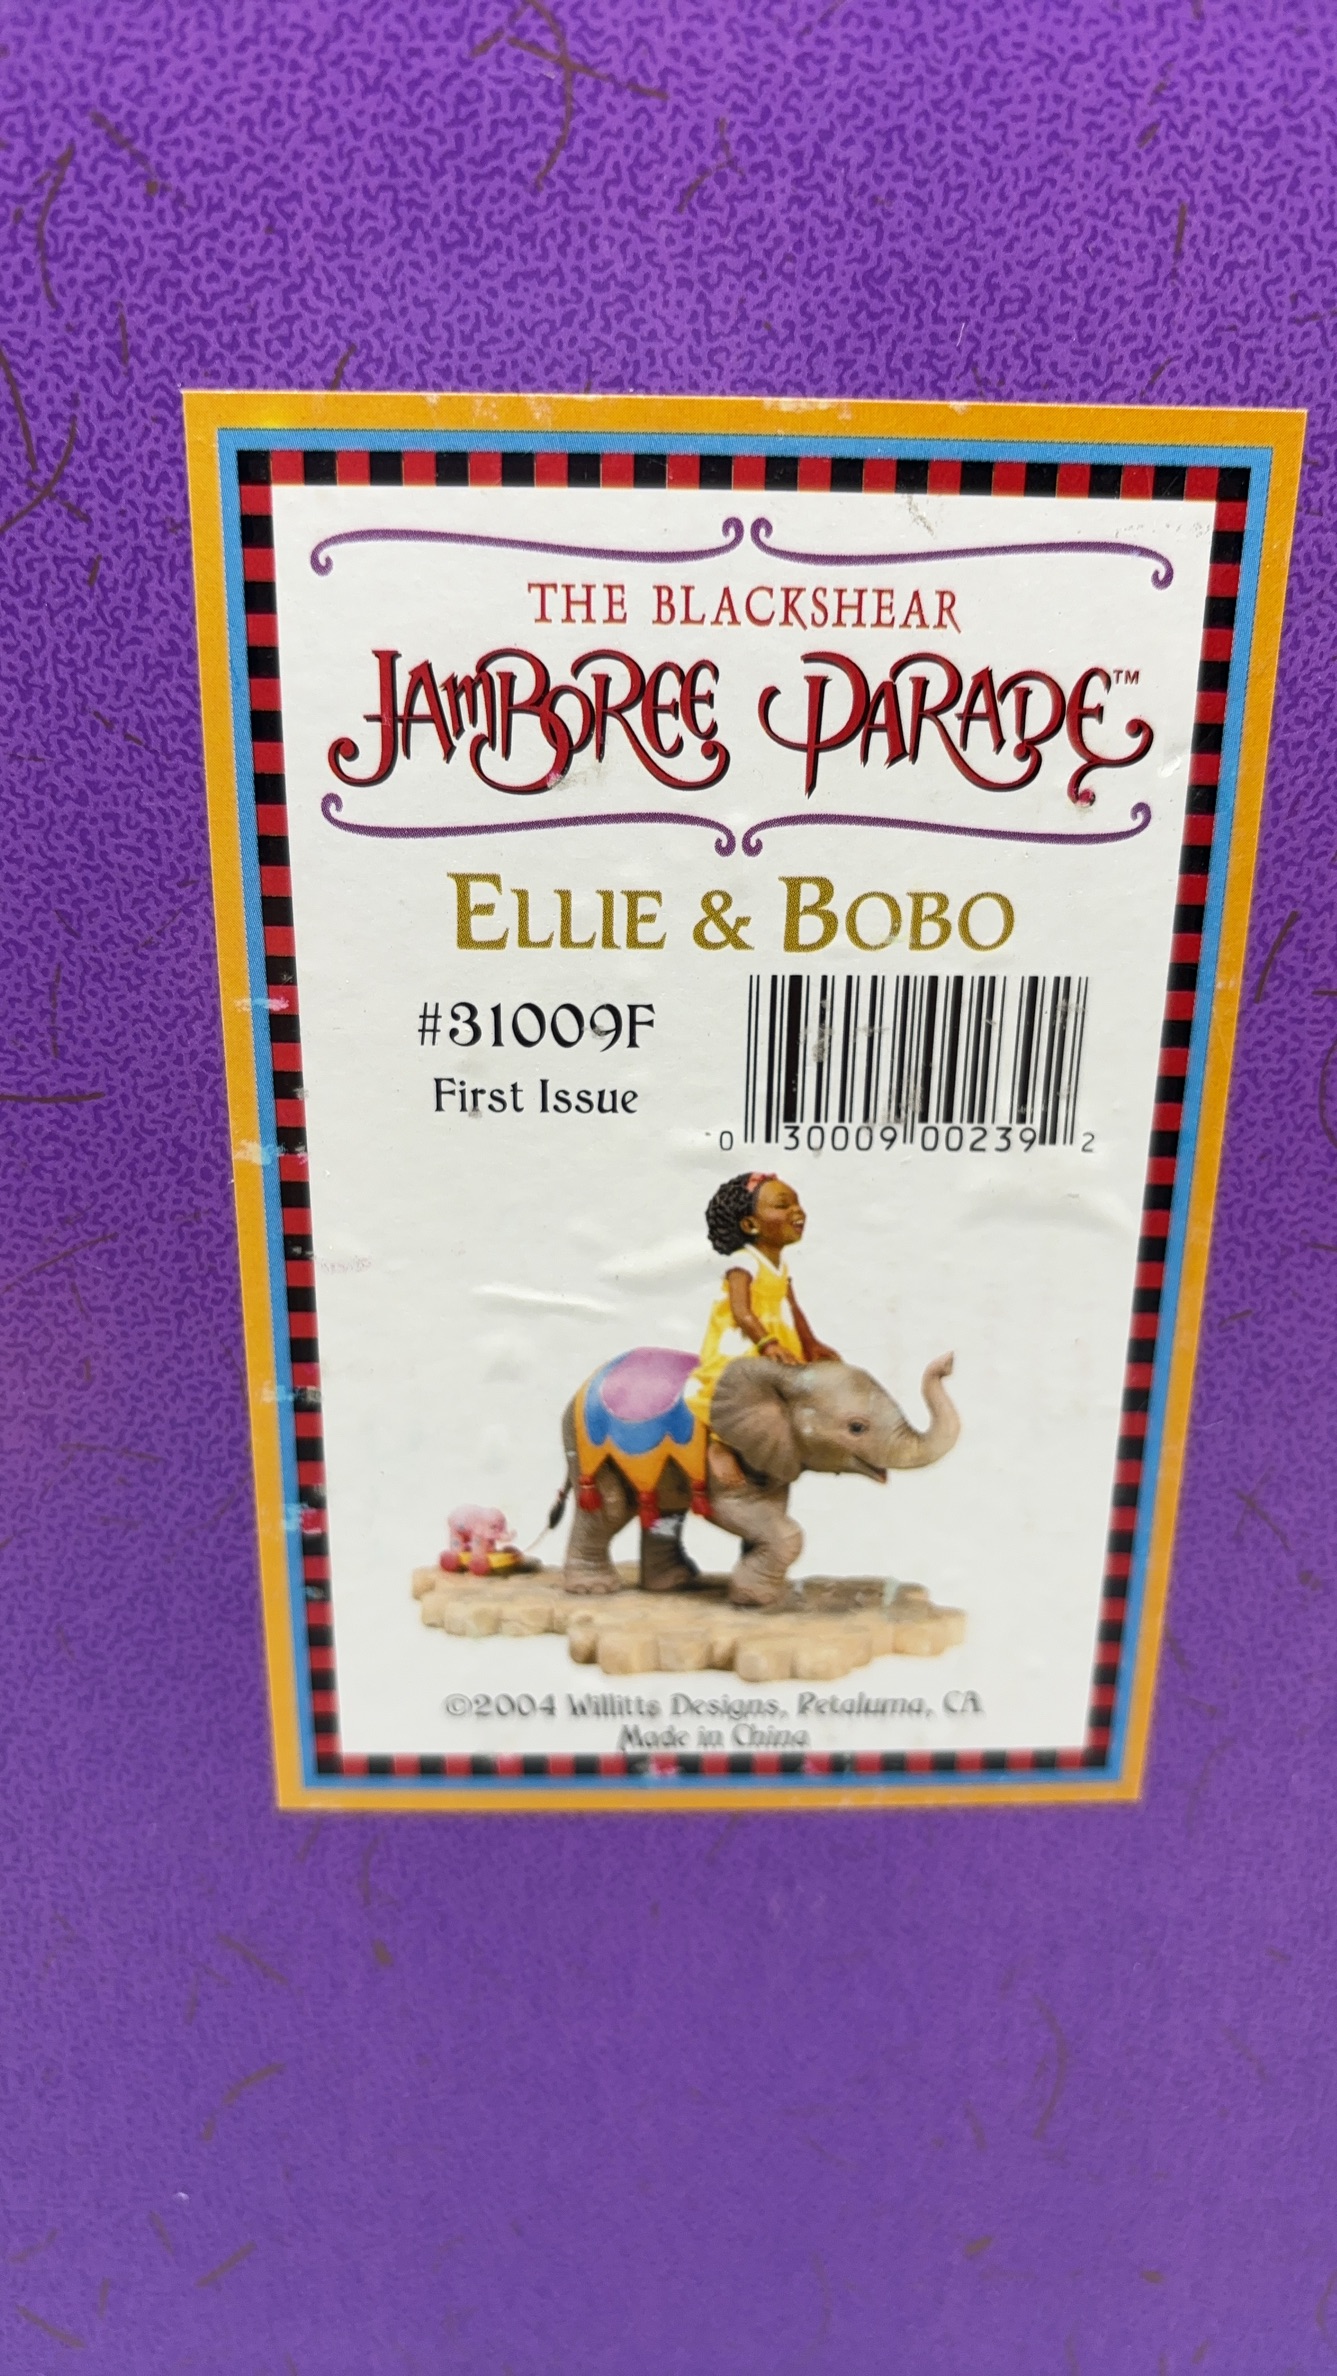 THE BLACKSHEAR
JAMBOREE PARADE™
ELLIE & BOBO
#31009F
First Issue
0 30009 00239 2
©2004 Willitts Designs, Petaluma, CA
Made in China